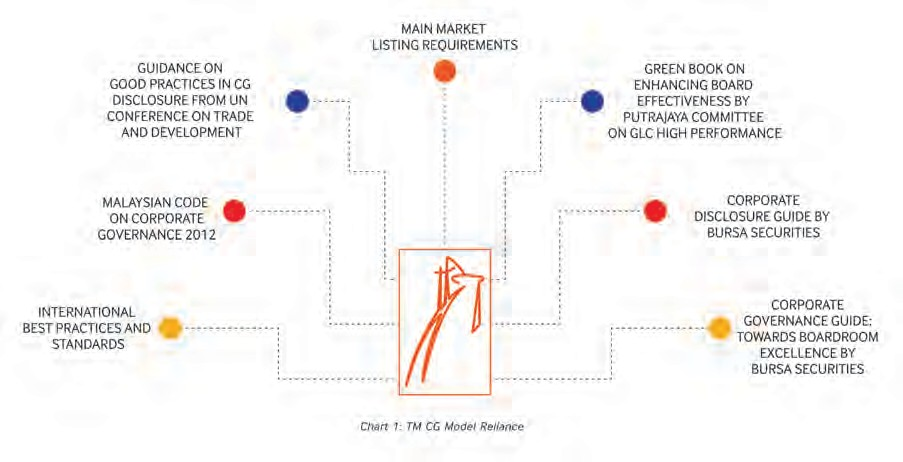 MAIN MARKET
LISTING REQUIREMENTS
GUIDANCE ON
GOOD PRACTICES IN CG
DISCLOSURE FROM UN
CONFERENCE ON TRADE
AND DEVELOPMENT
GREEN BOOK ON
ENHANCING BOARD
EFFECTIVENESS BY
PUTRAJAYA COMMITTEE
ON GLC HIGH PERFORMANCE
MALAYSIAN CODE
ON CORPORATE
GOVERNANCE 2012
CORPORATE
DISCLOSURE GUIDE BY
BURSA SECURITIES
INTERNATIONAL
BEST PRACTICES AND
STANDARDS
CORPORATE
GOVERNANCE GUIDE:
TOWARDS BOARDROOM
EXCELLENCE BY
BURSA SECURITIES
Chart 1: TM CG Model Reliance